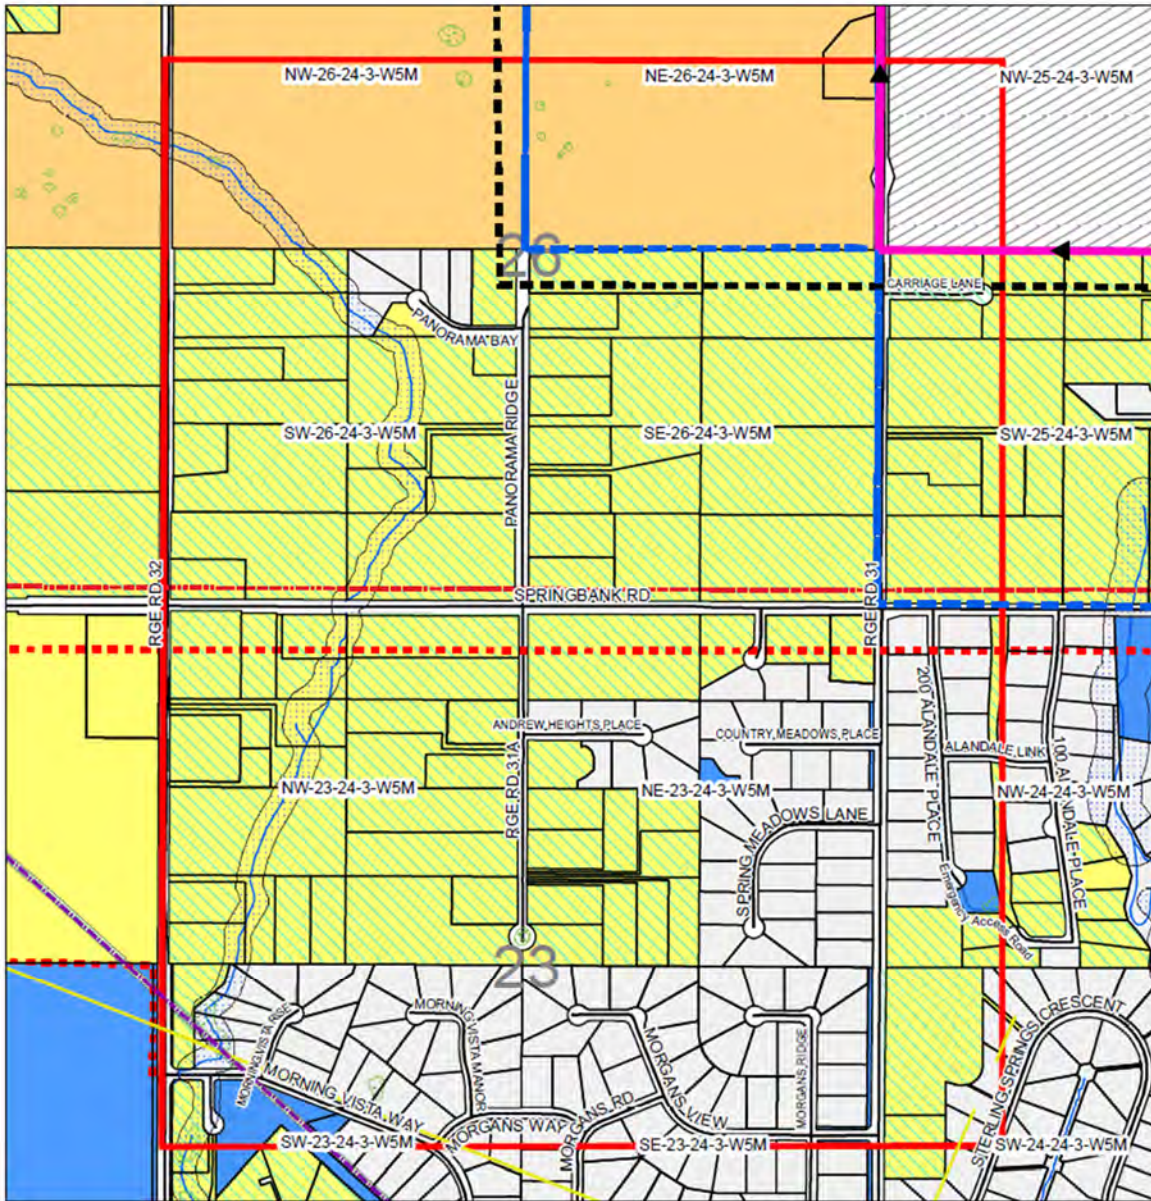 NW-26-24-3-W5M
NE-26-24-3-W5M
NW-25-24-3-W5M
26
CARRIAGE LANE
PANORAMA BAY
PANORAMA RIDGE
SW-26-24-3-W5M
SE-26-24-3-W5M
SW-25-24-3-W5M
RGE RD 32
SPRINGBANK RD
RGE RD 31
200 ALANDALE PLACE
ANDREW HEIGHTS PLACE
COUNTRY MEADOWS PLACE
ALANDALE LINK
100 ALANDALE PLACE
RGE RD 31A
NW-23-24-3-W5M
NE-23-24-3-W5M
NW-24-24-3-W5M
SPRING MEADOWS LANE
Emergency Access Road
23
MORNING VISTA RISE
MORNING VISTA MANOR
MORGANS VIEW
MORGANS RIDGE
STERLING SPRINGS CRESCENT
MORNING VISTA WAY
MORGANS WAY
MORGANS RD
SW-23-24-3-W5M
SE-23-24-3-W5M
SW-24-24-3-W5M